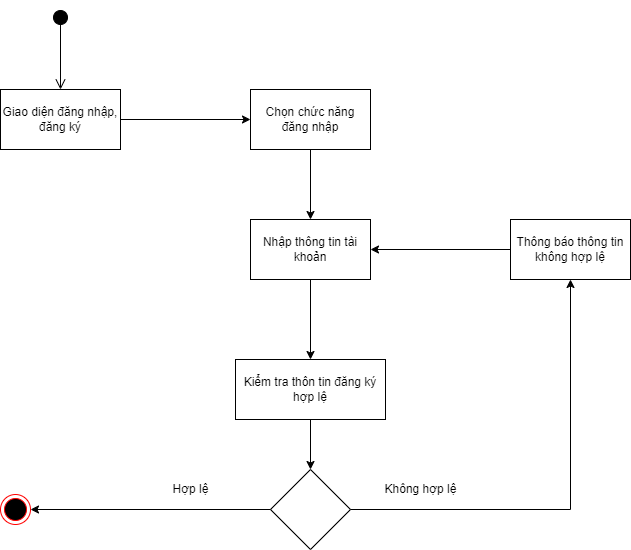 Giao diện đăng nhập,
đăng ký
Chọn chức năng
đăng nhập
Nhập thông tin tài
khoản
Thông báo thông tin
không hợp lệ
Kiểm tra thôn tin đăng ký
hợp lệ
Hợp lệ
Không hợp lệ